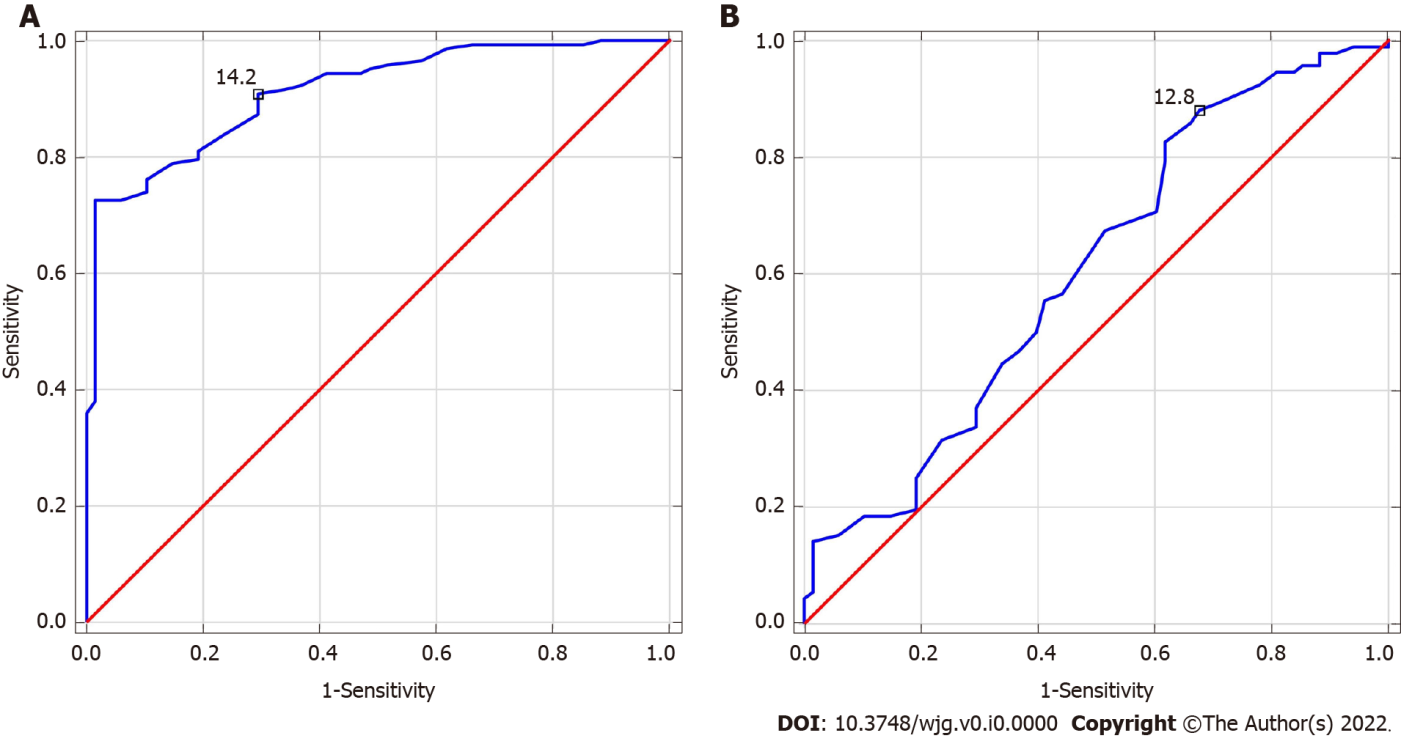 A
1.0
0.8
0.6
0.4
0.2
0.0
Sensitivity
14.2
0.0 0.2 0.4 0.6 0.8 1.0
1-Sensitivity
B
1.0
0.8
0.6
0.4
0.2
0.0
Sensitivity
12.8
0.0 0.2 0.4 0.6 0.8 1.0
1-Sensitivity
DOI: 10.3748/wjg.v0.i0.0000 Copyright ©The Author(s) 2022.